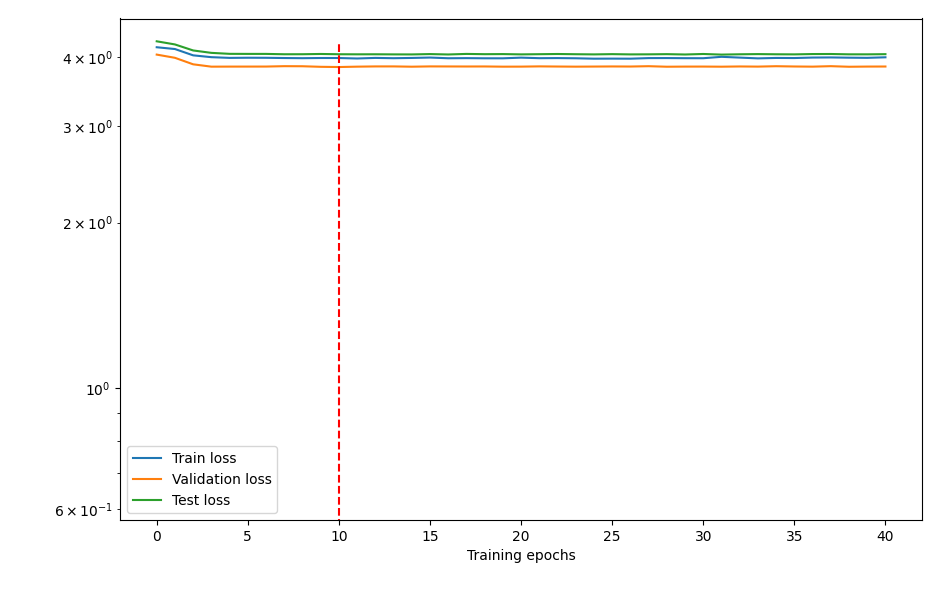 4 × 10⁰
3 × 10⁰
2 × 10⁰
10⁰
6 × 10⁻¹
Train loss
Validation loss
Test loss
0 5 10 15 20 25 30 35 40
Training epochs